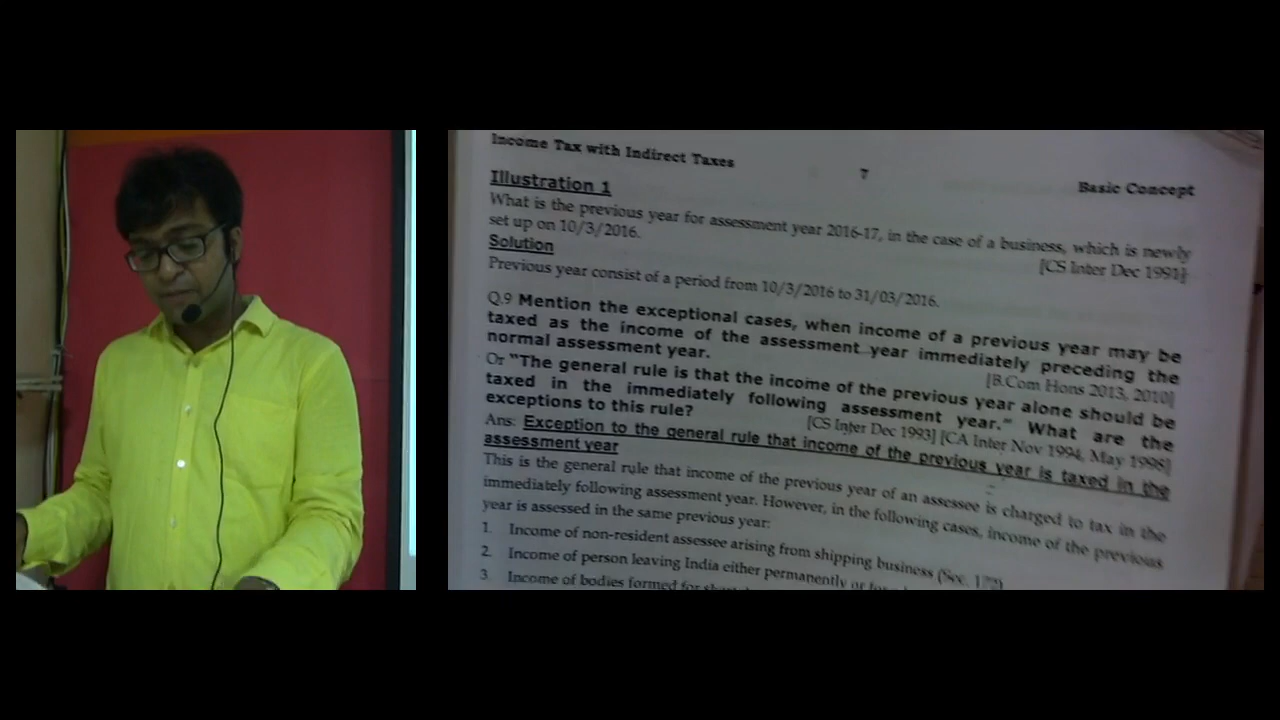 Income Tax with Indirect Taxes 7 Basic Concept
Illustration 1
What is the previous year for assessment year 2016-17, in the case of a business, which is newly
set up on 10/3/2016. [CS Inter Dec 1991]
Solution
Previous year consist of a period from 10/3/2016 to 31/03/2016.
Q.9 Mention the exceptional cases, when income of a previous year may be
taxed as the income of the assessment year immediately preceding the
normal assessment year. [B.Com Hons 2013, 2010]
Or "The general rule is that the income of the previous year alone should be
taxed in the immediately following assessment year." What are the
exceptions to this rule? [CS Inter Dec 1993] [CA Inter Nov 1994, May 1998]
Ans: Exception to the general rule that income of the previous year is taxed in the
assessment year
This is the general rule that income of the previous year of an assessee is charged to tax in the
immediately following assessment year. However, in the following cases, income of the previous
year is assessed in the same previous year:
1. Income of non-resident assessee arising from shipping business (Sec.
2. Income of person leaving India either permanently or
3. Income of bodies formed for